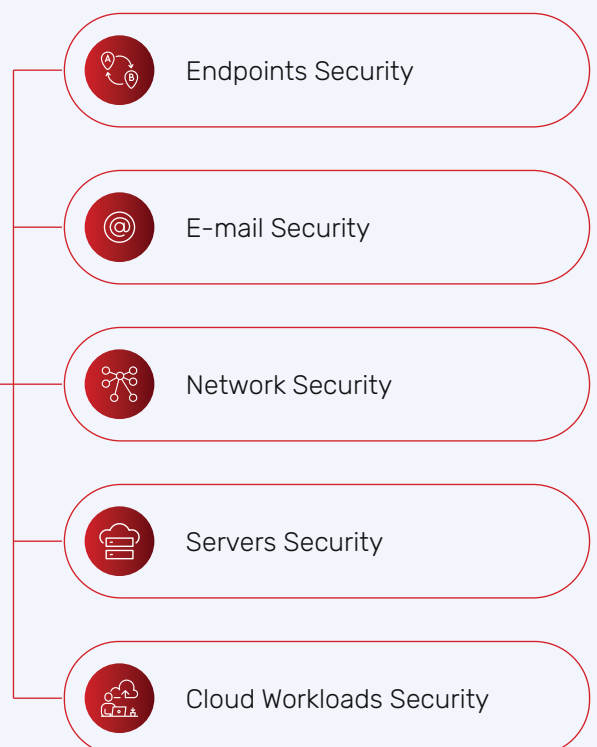 A
B
Endpoints Security
@
E-mail Security
Network Security
Servers Security
Cloud Workloads Security